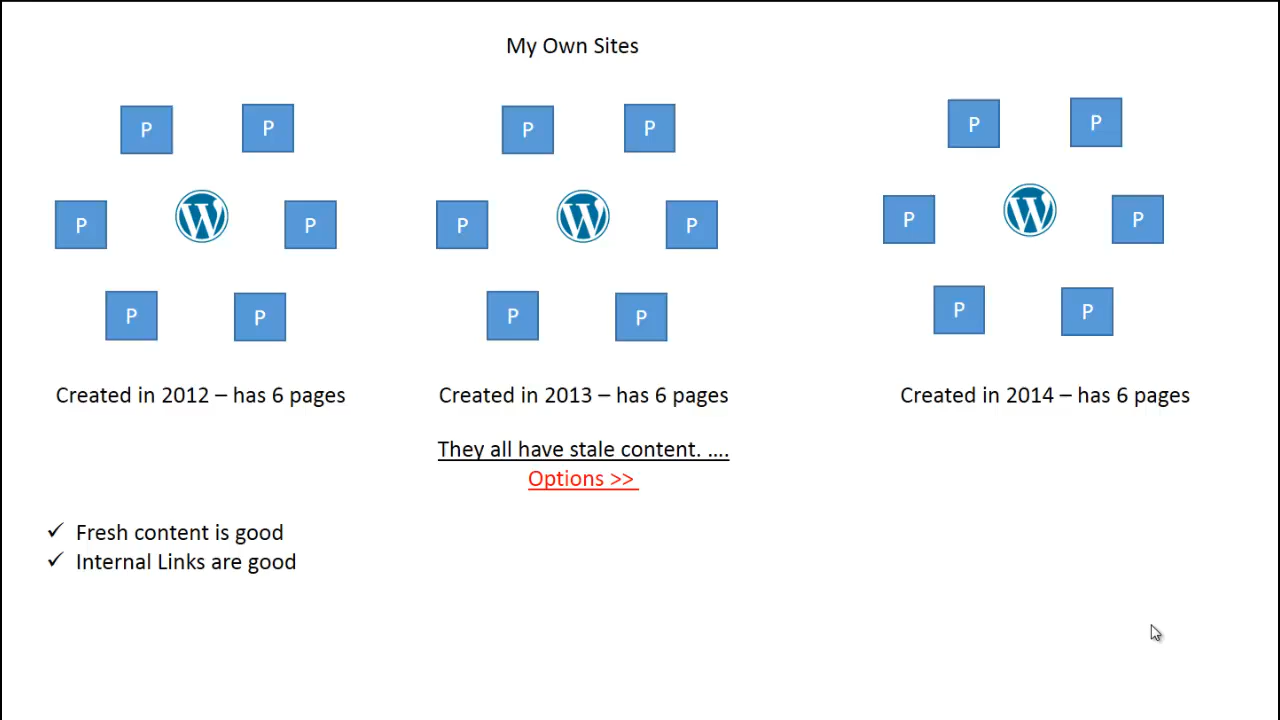 My Own Sites
P P P P P P
P W P P W P P W P
P P P P P P
Created in 2012 – has 6 pages
Created in 2013 – has 6 pages
Created in 2014 – has 6 pages
They all have stale content. ....
Options >>
✓ Fresh content is good
✓ Internal Links are good